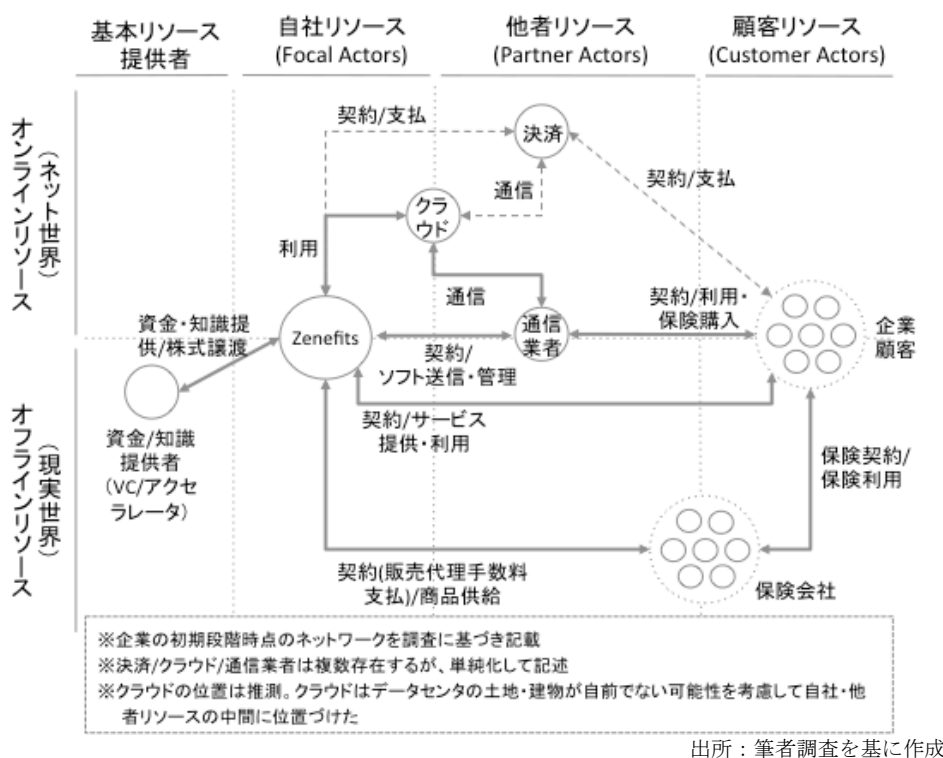 基本リソース
提供者
自社リソース
(Focal Actors)
他者リソース
(Partner Actors)
顧客リソース
(Customer Actors)
オンラインリソース
（ネット世界）
オフラインリソース
（現実世界）
契約/支払
決済
契約/支払
通信
クラ
ウド
利用
通信
契約/利用・
保険購入
資金・知識提
供/株式譲渡
Zenefits
通信
業者
企業
顧客
契約/
ソフト送信・管理
契約/サービス
提供・利用
資金/知識
提供者
（VC/アクセ
ラレータ）
保険契約/
保険利用
契約(販売代理手数料
支払)/商品供給
保険会社
※企業の初期段階時点のネットワークを調査に基づき記載
※決済/クラウド/通信業者は複数存在するが、単純化して記述
※クラウドの位置は推測。クラウドはデータセンタの土地・建物が自前でない可能性を考慮して自社・他
者リソースの中間に位置づけた
出所：筆者調査を基に作成